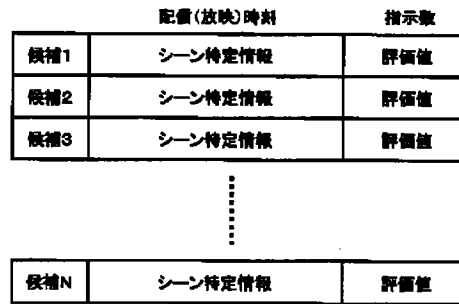 配信(放映)時刻 指示数
候補1 シーン特定情報 評価値
候補2 シーン特定情報 評価値
候補3 シーン特定情報 評価値
候補N シーン特定情報 評価値